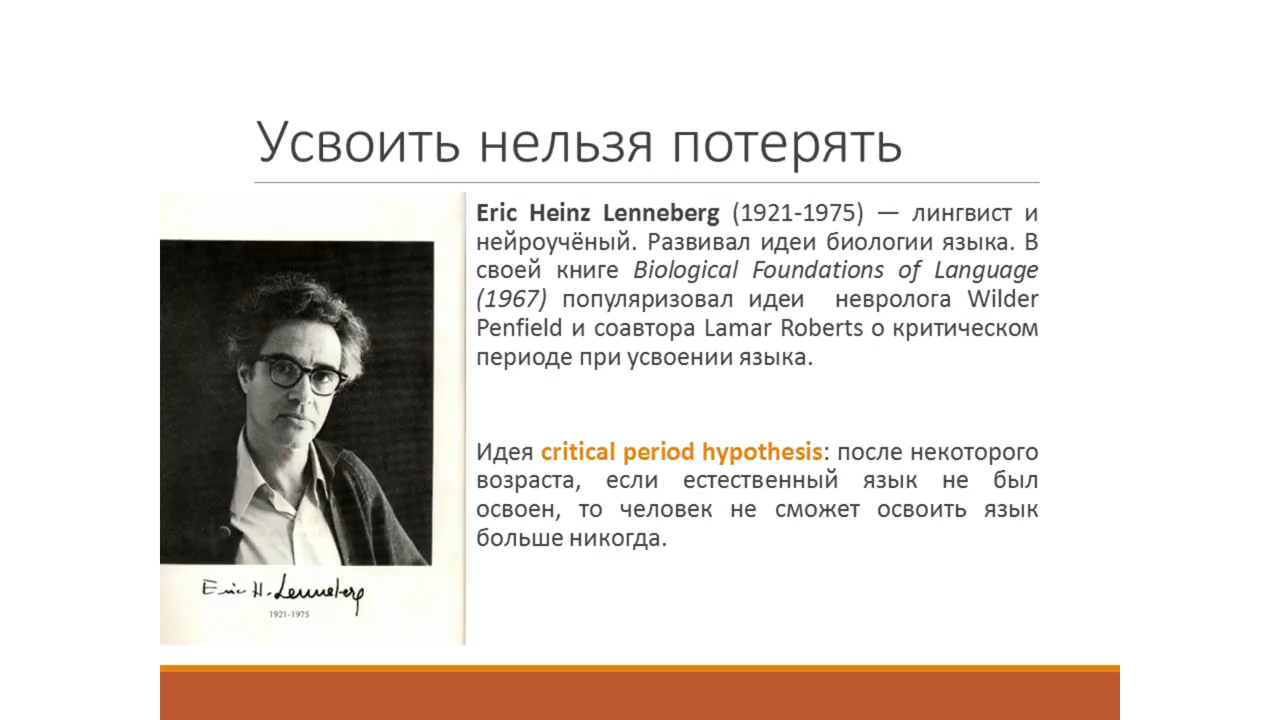 Усвоить нельзя потерять
Eric Heinz Lenneberg (1921-1975) — лингвист и
нейроучёный. Развивал идеи биологии языка. В
своей книге Biological Foundations of Language
(1967) популяризовал идеи невролога Wilder
Penfield и соавтора Lamar Roberts о критическом
периоде при усвоении языка.
Идея critical period hypothesis: после некоторого
возраста, если естественный язык не был
освоен, то человек не сможет освоить язык
больше никогда.
Eric H. Lenneberg
1921-1975